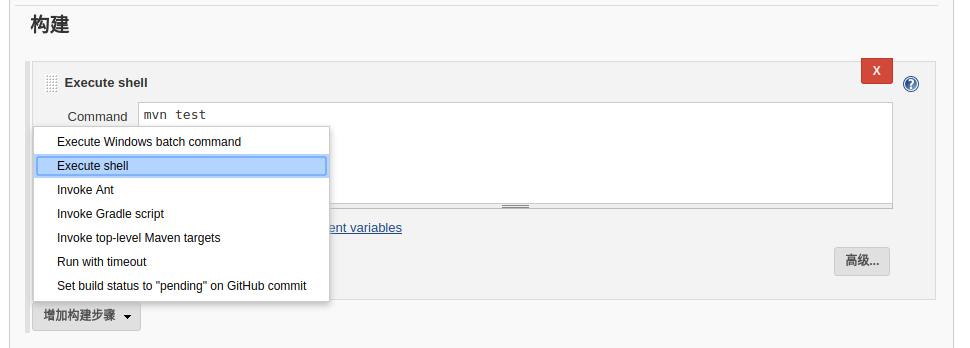 构建
X
Execute shell
?
Command
mvn test
Execute Windows batch command
Execute shell
Invoke Ant
Invoke Gradle script
Invoke top-level Maven targets
ent variables
Run with timeout
高级...
Set build status to "pending" on GitHub commit
增加构建步骤